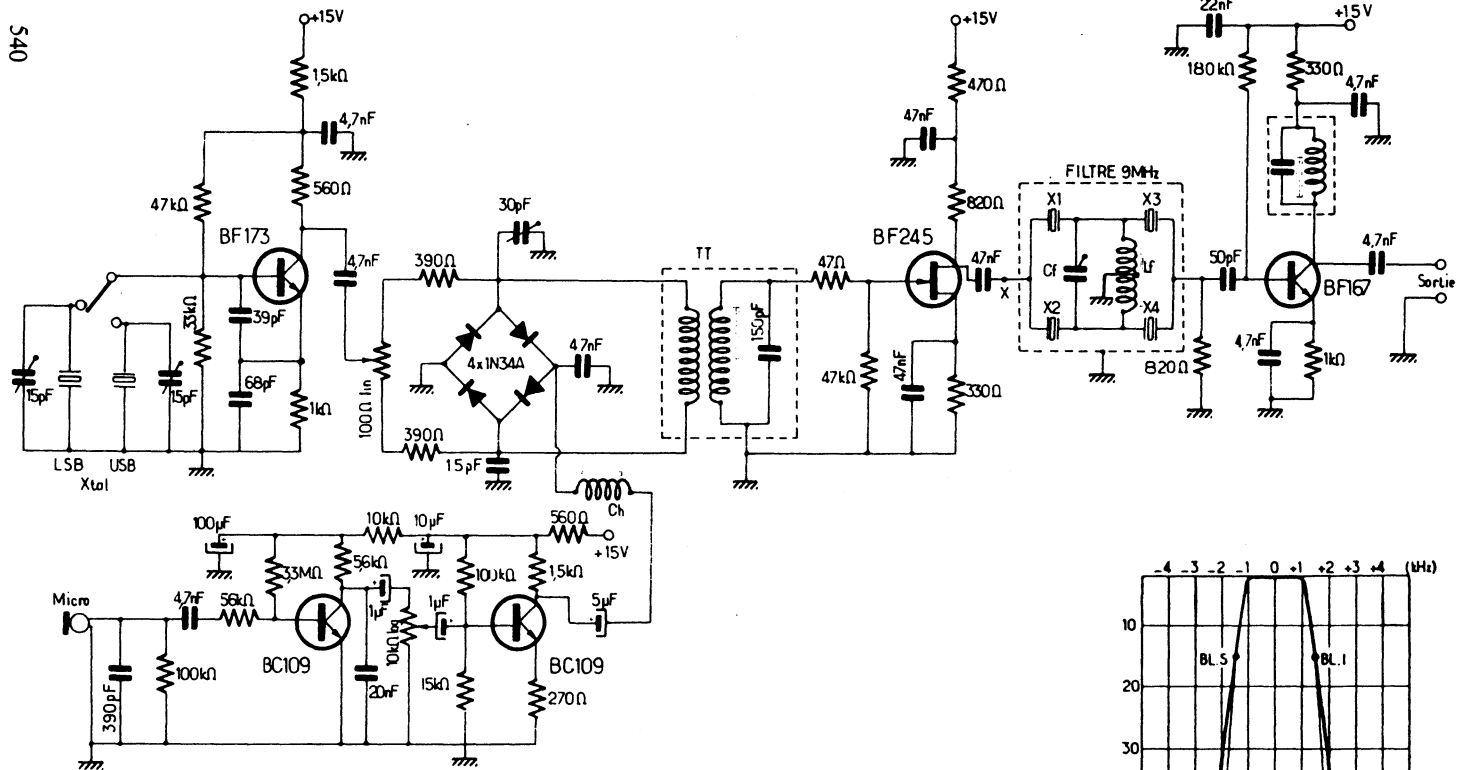 540
+15V
1,5kΩ
4,7nF
560Ω
47kΩ
BF173
4,7nF
33kΩ
39pF
68pF
1kΩ
15pF
15pF
LSB USB
Xtal
100Ω lin
390Ω
390Ω
30pF
4x1N34A
47nF
15pF
Ch
TT
150pF
47Ω
47kΩ
BF245
+15V
470Ω
47nF
820Ω
47nF
47nF
330Ω
X
FILTRE 9MHz
X1 X3
Cf Lf
X2 X4
820Ω
50pF
22nF
+15V
180kΩ
330Ω
4,7nF
BF167
4,7nF
Sortie
4,7nF
1kΩ
Micro
390pF
100kΩ
4,7nF
56kΩ
100µF
3,3MΩ
5,6kΩ
BC109
10kΩ
1µF
20nF
10kΩ log
10µF
1µF
100kΩ
15kΩ
1,5kΩ
560Ω
+15V
5µF
BC109
270Ω
-4 -3 -2 -1 0 +1 +2 +3 +4 (kHz)
10
BL.S BL.I
20
30